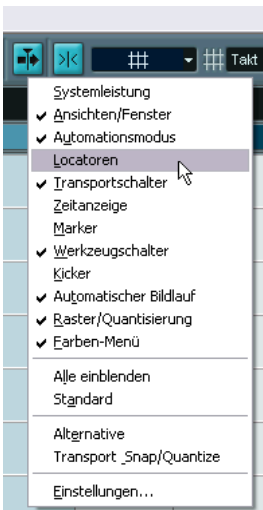 Takt
Systemleistung
Ansichten/Fenster
Automationsmodus
Locatoren
Transportschalter
Zeitanzeige
Marker
Werkzeugschalter
Kicker
Automatischer Bildlauf
Raster/Quantisierung
Farben-Menü
Alle einblenden
Standard
Alternative
Transport _Snap/Quantize
Einstellungen...